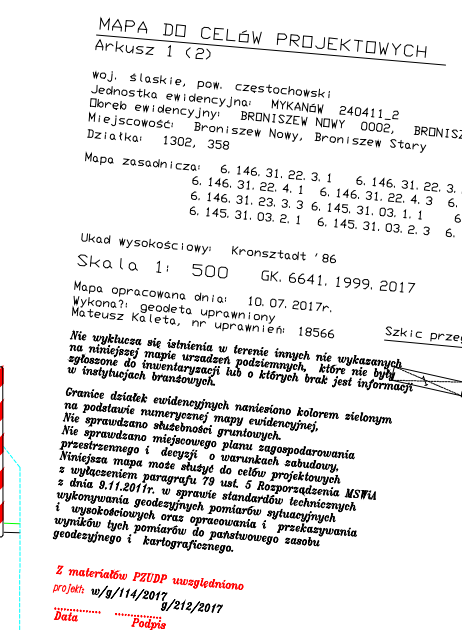 MAPA DO CELÓW PROJEKTOWYCH
Arkusz 1 (2)
woj. śląskie, pow. częstochowski
Jednostka ewidencyjna: MYKANÓW 240411_2
Obręb ewidencyjny: BRONISZEW NOWY 0002, BRONISZ
Miejscowość: Broniszew Nowy, Broniszew Stary
Działka: 1302, 358
Mapa zasadnicza: 6. 146. 31. 22. 3. 1 6. 146. 31. 22. 3.
6. 146. 31. 22. 4. 1 6. 146. 31. 22. 4. 3 6.
6. 146. 31. 23. 3. 3 6. 145. 31. 03. 1. 1 6
6. 145. 31. 03. 2. 1 6. 145. 31. 03. 2. 3 6.
Ukad wysokościowy: Kronsztadt '86
Skala 1: 500 GK. 6641. 1999. 2017
Mapa opracowana dnia: 10. 07. 2017r.
Wykona?: geodeta uprawniony
Mateusz Kaleta, nr uprawnień: 18566
Szkic przeg
Nie wyklucza się istnienia w terenie innych nie wykazanych
na niniejszej mapie urzadzeń podziemnych, które nie były
zgłoszone do inwentaryzacji lub o których brak jest informacji
w instytucjach branżowych.
Granice działek ewidencyjnych naniesiono kolorem zielonym
na podstawie numerycznej mapy ewidencyjnej,
Nie sprawdzano służebności gruntowych.
Nie sprawdzano miejscowego planu zagospodarowania
przestrzennego i decyzji o warunkach zabudowy,
Niniejsza mapa może służyć do celów projektowych
z wyłączeniem paragrafu 79 ust. 5 Rozporządzenia MSWiA
z dnia 9.11.2011r. w sprawie standardów technicznych
wykonywania geodezyjnych pomiarów sytuacyjnych
i wysokościowych oraz opracowania i przekazywania
wyników tych pomiarów do państwowego zasobu
geodezyjnego i kartograficznego.
Z materiałów PZUDP uwzględniono
projekt: w/g/114/2017
g/212/2017
Data Podpis